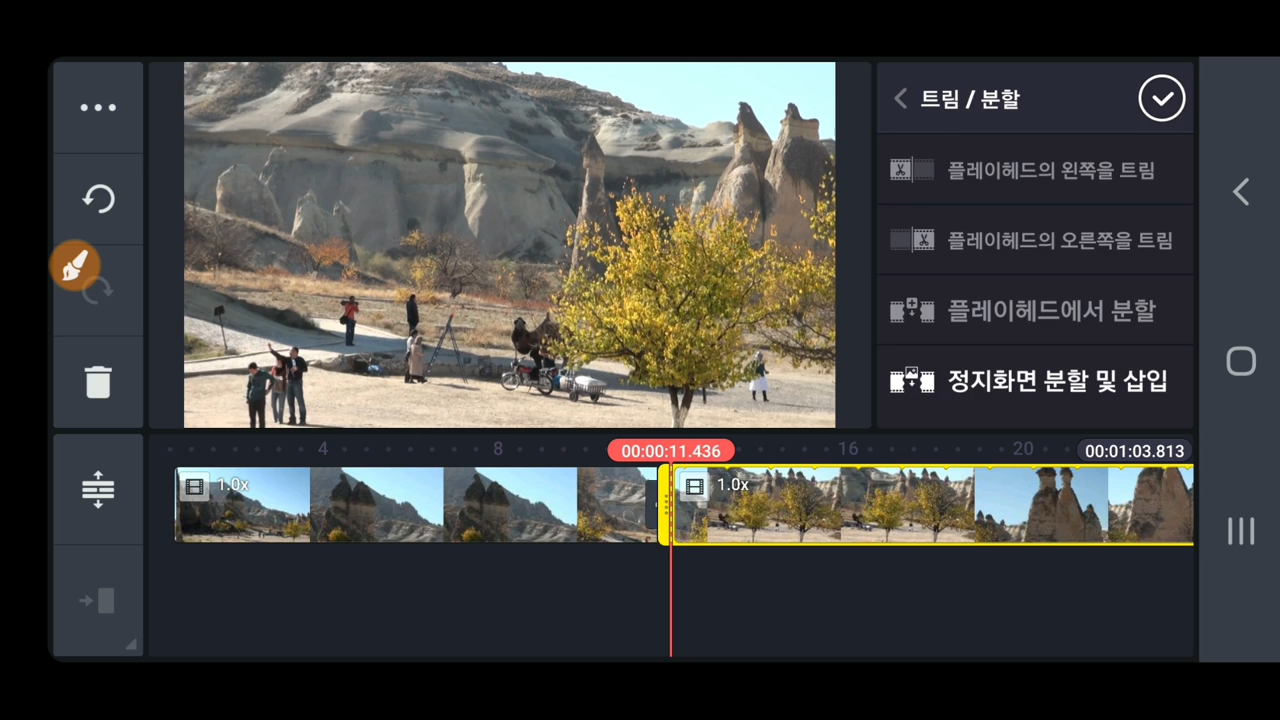 트림 / 분할
플레이헤드의 왼쪽을 트림
플레이헤드의 오른쪽을 트림
플레이헤드에서 분할
정지화면 분할 및 삽입
4
8
00:00:11.436
16
20
00:01:03.813
1.0x
1.0x